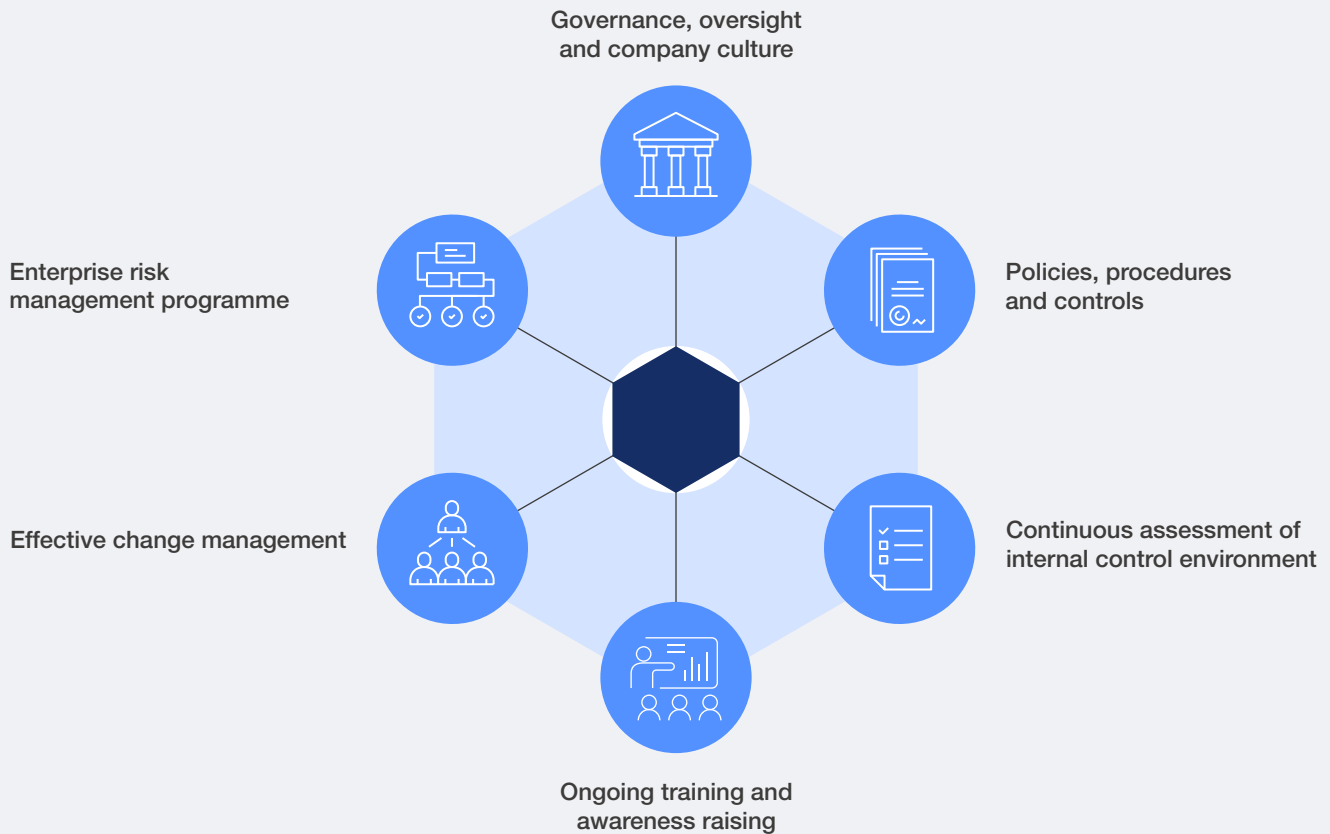 Governance, oversight
and company culture
Enterprise risk
management programme
Policies, procedures
and controls
Effective change management
Continuous assessment of
internal control environment
Ongoing training and
awareness raising